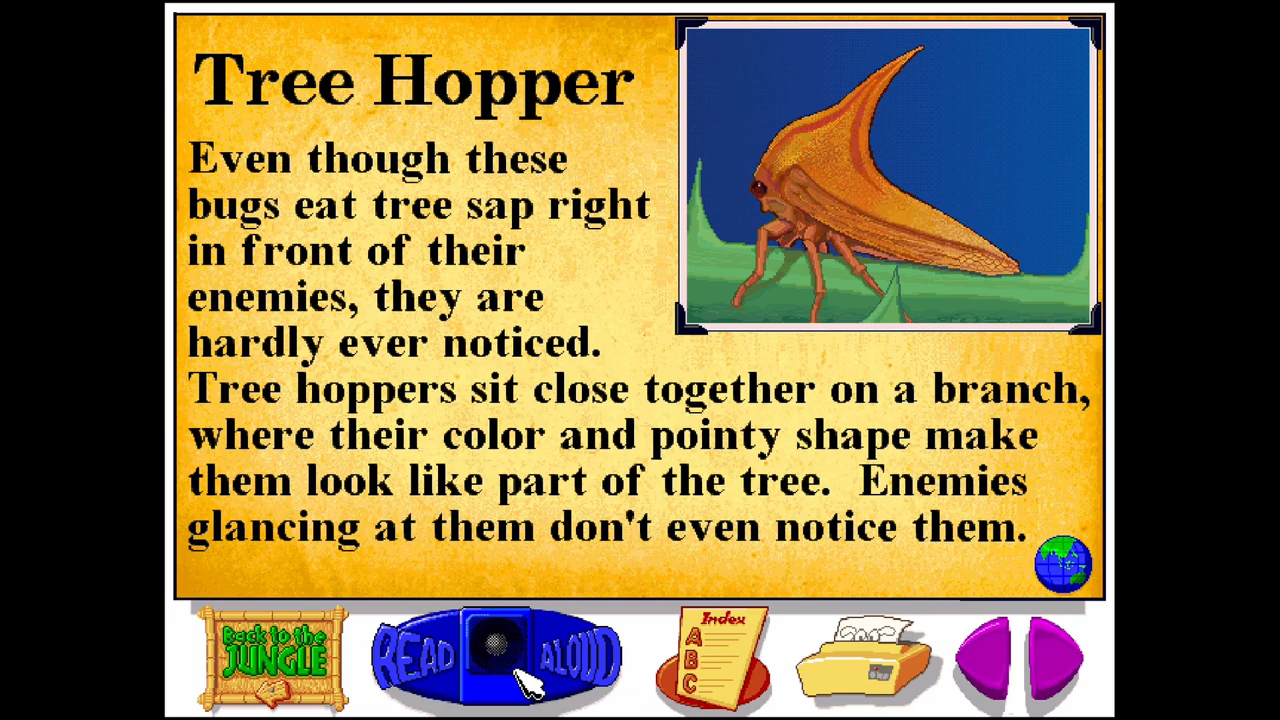 Tree Hopper
Even though these
bugs eat tree sap right
in front of their
enemies, they are
hardly ever noticed.
Tree hoppers sit close together on a branch,
where their color and pointy shape make
them look like part of the tree.  Enemies
glancing at them don't even notice them.
Back to the
JUNGLE
READ ALOUD
Index
A
B
C